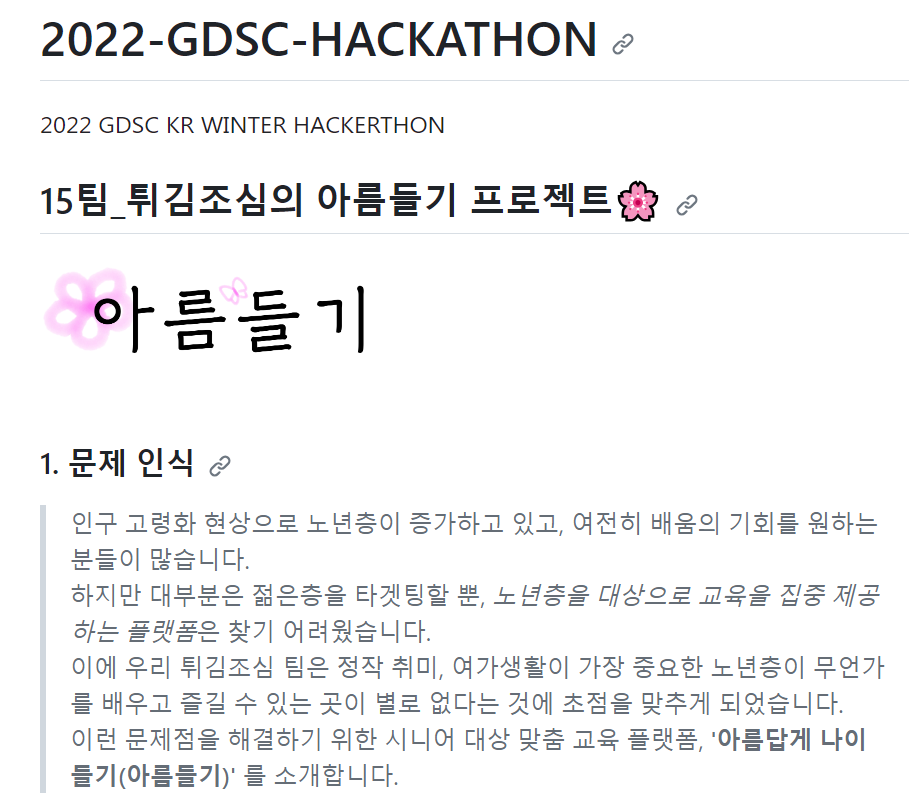 2022-GDSC-HACKATHON
2022 GDSC KR WINTER HACKERTHON
15팀_튀김조심의 아름들기 프로젝트🌸
아름들기
1. 문제 인식
인구 고령화 현상으로 노년층이 증가하고 있고, 여전히 배움의 기회를 원하는
분들이 많습니다.
하지만 대부분은 젊은층을 타겟팅할 뿐, 노년층을 대상으로 교육을 집중 제공
하는 플랫폼은 찾기 어려웠습니다.
이에 우리 튀김조심 팀은 정작 취미, 여가생활이 가장 중요한 노년층이 무언가
를 배우고 즐길 수 있는 곳이 별로 없다는 것에 초점을 맞추게 되었습니다.
이런 문제점을 해결하기 위한 시니어 대상 맞춤 교육 플랫폼, '아름답게 나이
들기(아름들기)' 를 소개합니다.